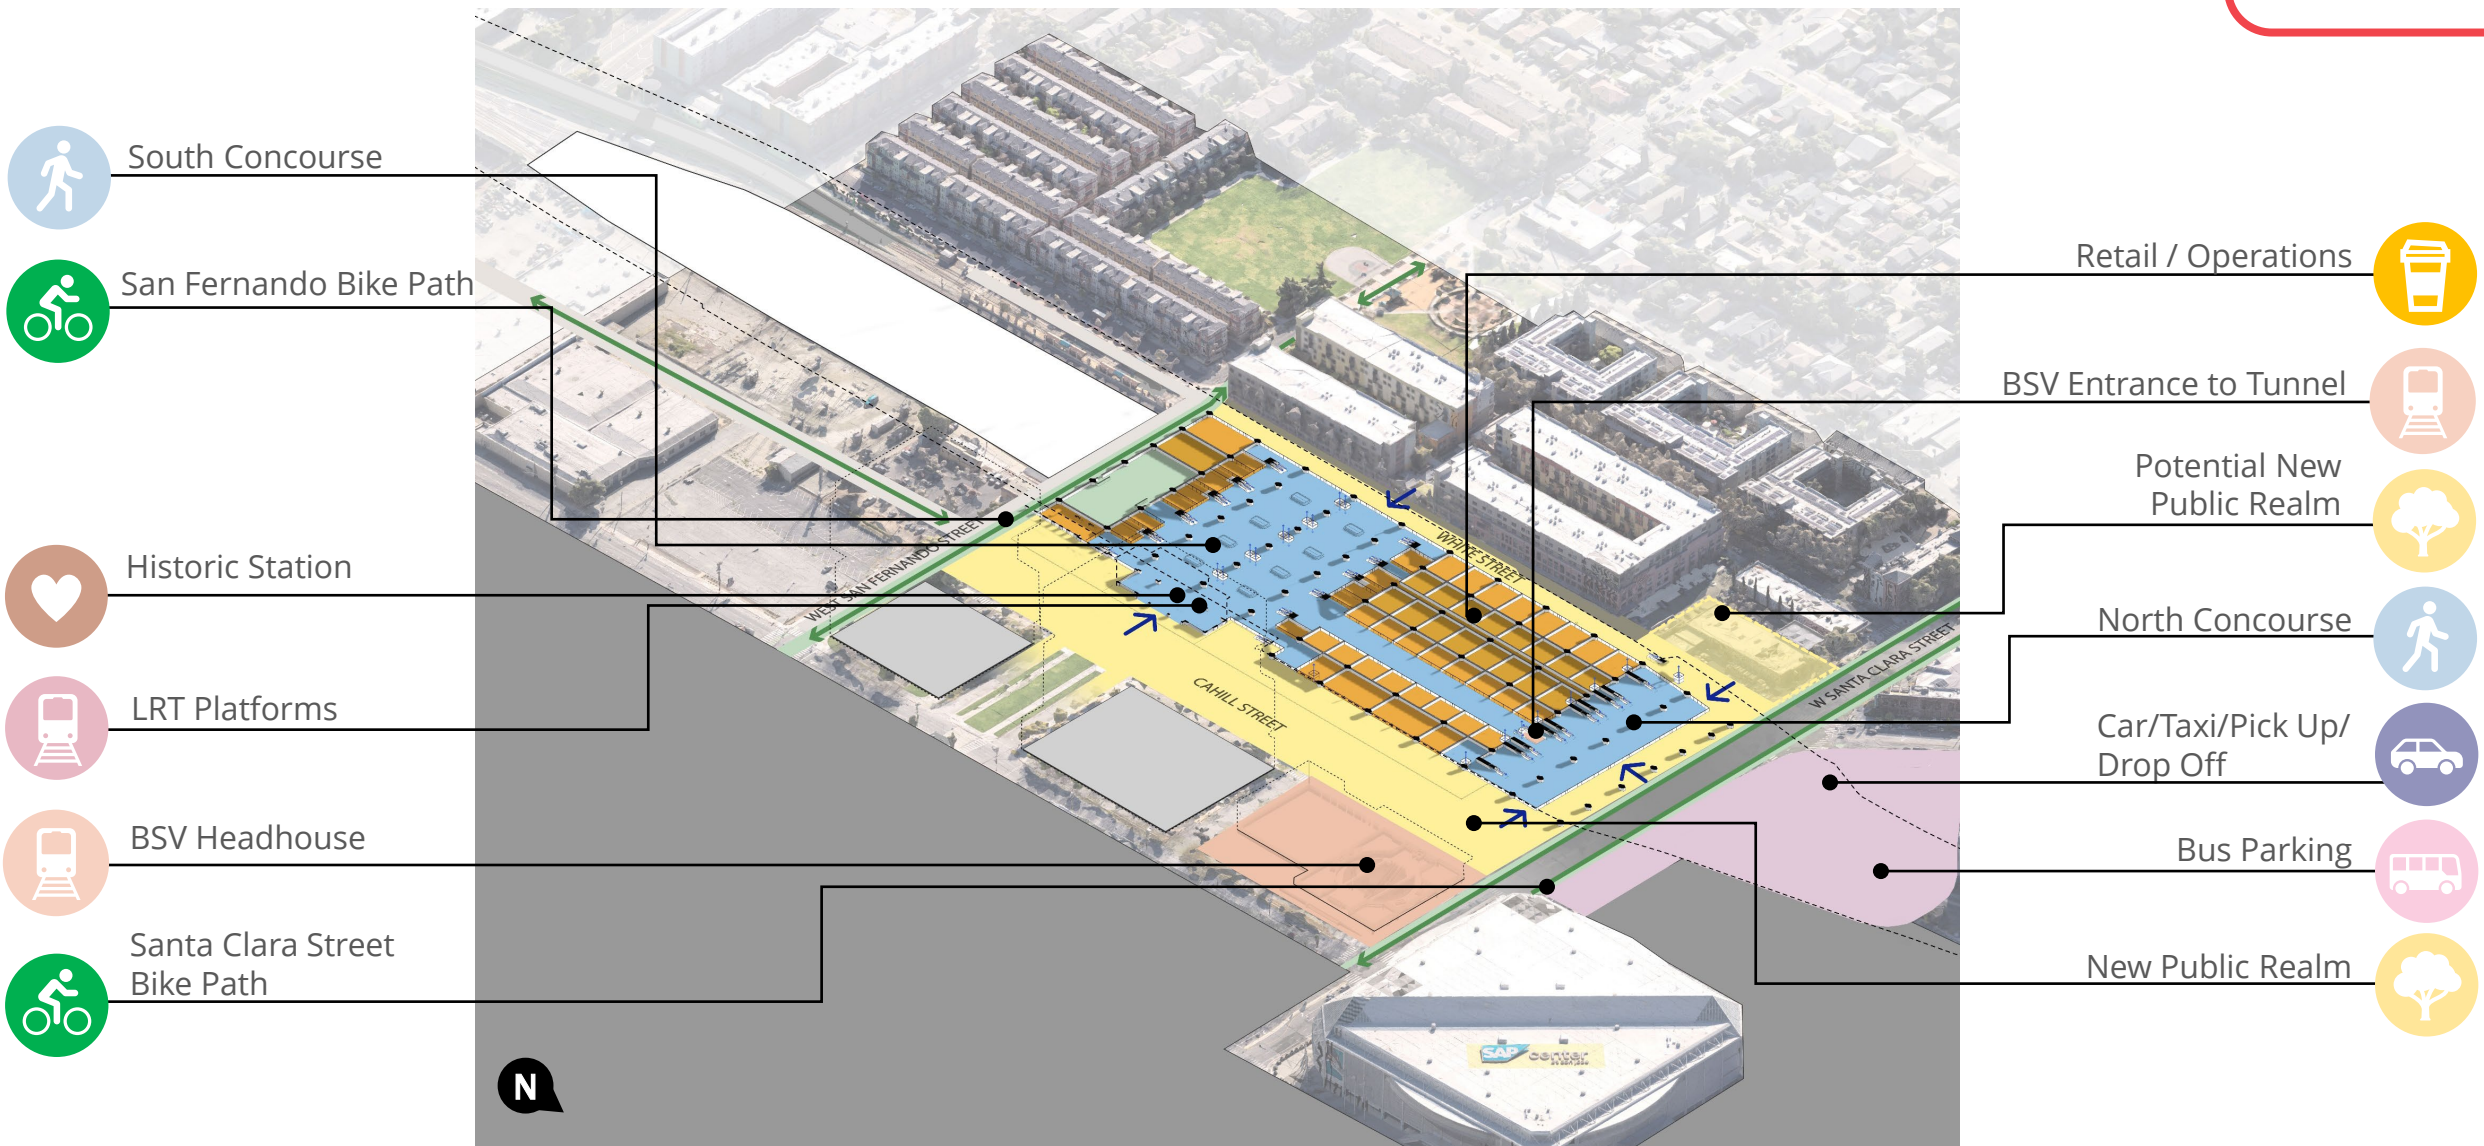 South Concourse
San Fernando Bike Path
Historic Station
LRT Platforms
BSV Headhouse
Santa Clara Street
Bike Path
WEST SAN FERNANDO STREET
WHITE STREET
CAHILL STREET
W SANTA CLARA STREET
SAP center
N
Retail / Operations
BSV Entrance to Tunnel
Potential New
Public Realm
North Concourse
Car/Taxi/Pick Up/
Drop Off
Bus Parking
New Public Realm